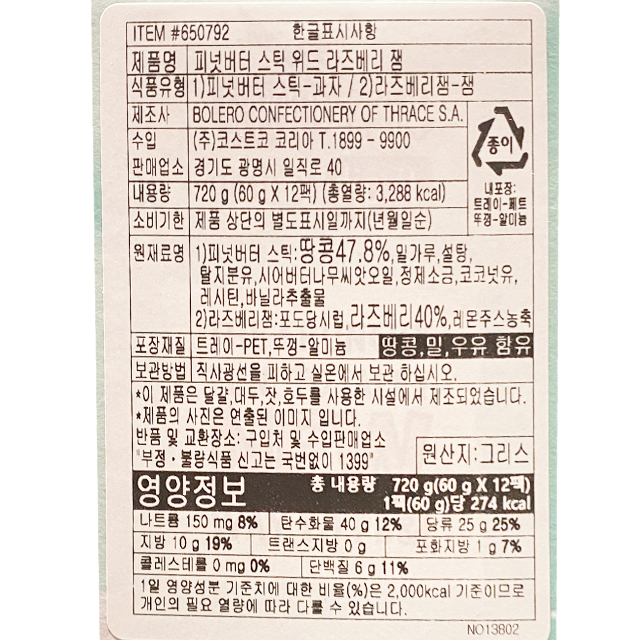 ITEM #650792 한글표시사항
제품명 피넛버터 스틱 위드 라즈베리 잼
식품유형 1)피넛버터 스틱-과자 / 2)라즈베리잼-잼
제조사 BOLERO CONFECTIONERY OF THRACE S.A.
수입 (주)코스트코 코리아 T.1899 - 9900
판매업소 경기도 광명시 일직로 40
종이
내포장:
트레이-페트
뚜껑-알미늄
내용량 720 g (60 g X 12팩) (총열량: 3,288 kcal)
소비기한 제품 상단의 별도표시일까지(년월일순)
원재료명 1)피넛버터 스틱:땅콩47.8%,밀가루,설탕,
탈지분유,시어버터나무씨앗오일,정제소금,코코넛유,
레시틴,바닐라추출물
2)라즈베리잼:포도당시럽,라즈베리40%,레몬주스농축
포장재질 트레이-PET,뚜껑-알미늄 땅콩,밀,우유 함유
보관방법 직사광선을 피하고 실온에서 보관 하십시오.
*이 제품은 달걀,대두,잣,호두를 사용한 시설에서 제조되었습니다.
*제품의 사진은 연출된 이미지 입니다.
반품 및 교환장소: 구입처 및 수입판매업소
"부정·불량식품 신고는 국번없이 1399" 원산지:그리스
영양정보 총 내용량 720 g(60 g X 12팩)
1팩(60 g)당 274 kcal
나트륨 150 mg 8% 탄수화물 40 g 12% 당류 25 g 25%
지방 10 g 19% 트랜스지방 0 g 포화지방 1 g 7%
콜레스테롤 0 mg 0% 단백질 6 g 11%
1일 영양성분 기준치에 대한 비율(%)은 2,000kcal 기준이므로
개인의 필요 열량에 따라 다를 수 있습니다.
NO13802